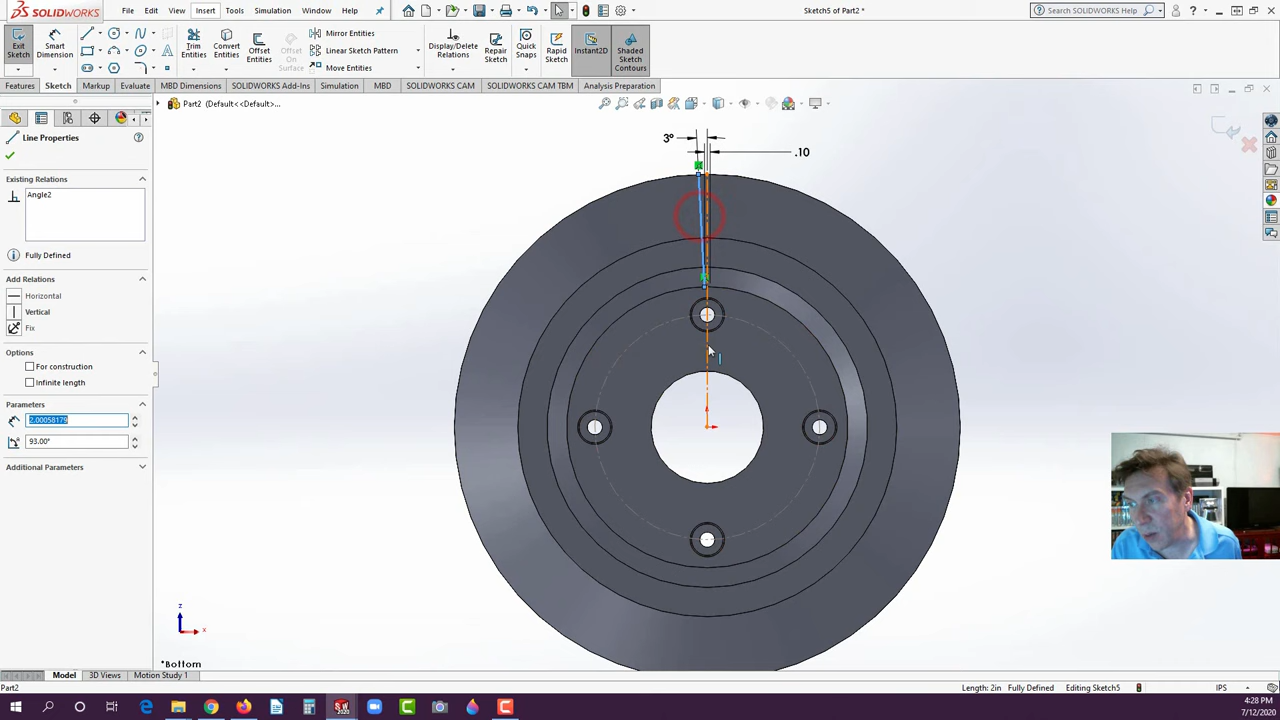 SOLIDWORKS
File Edit View Insert Tools Simulation Window Help
Sketch5 of Part2 *
Search SOLIDWORKS Help
Exit Sketch
Smart Dimension
Trim Entities
Convert Entities
Offset Entities
Offset On Surface
Mirror Entities
Linear Sketch Pattern
Move Entities
Display/Delete Relations
Repair Sketch
Quick Snaps
Rapid Sketch
Instant2D
Shaded Sketch Contours
Features Sketch Markup Evaluate MBD Dimensions SOLIDWORKS Add-Ins Simulation MBD SOLIDWORKS CAM SOLIDWORKS CAM TBM Analysis Preparation
Part2 (Default<<Default>...
Line Properties
Existing Relations
Angle2
Fully Defined
Add Relations
Horizontal
Vertical
Fix
Options
For construction
Infinite length
Parameters
2.00058179
93.00°
Additional Parameters
3°
.10
z
x
*Bottom
Model 3D Views Motion Study 1
Part2
Length: 2in Fully Defined Editing Sketch5 IPS
4:28 PM
7/12/2020